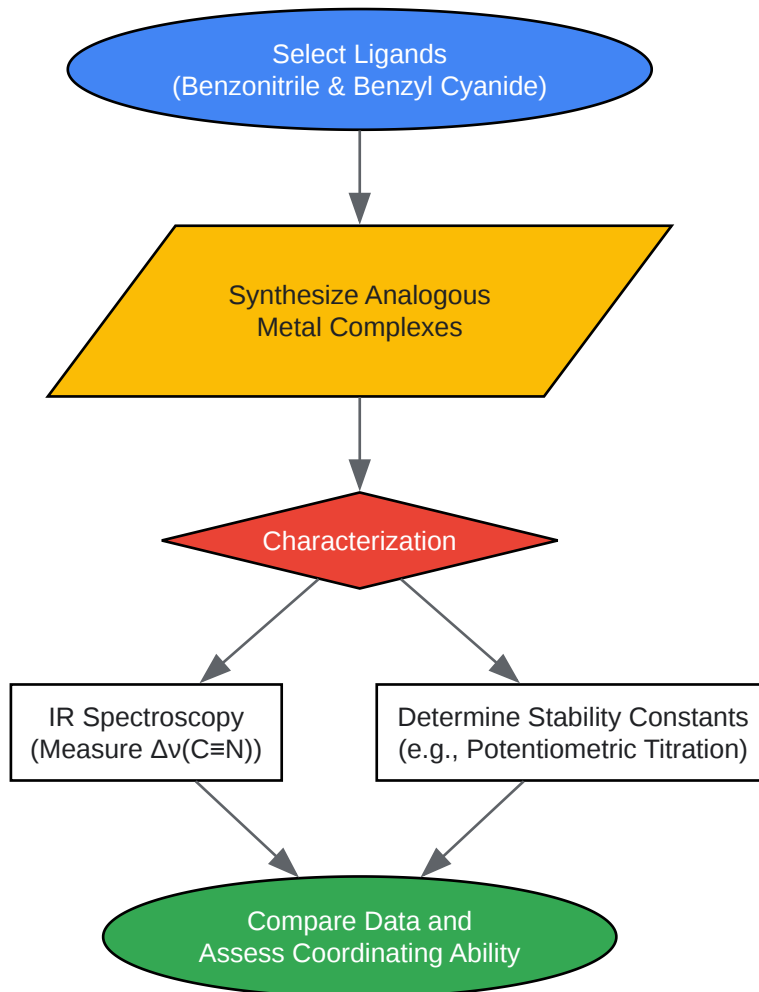 Select Ligands
(Benzonitrile & Benzyl Cyanide)
Synthesize Analogous
Metal Complexes
Characterization
IR Spectroscopy
(Measure Δν(C≡N))
Determine Stability Constants
(e.g., Potentiometric Titration)
Compare Data and
Assess Coordinating Ability